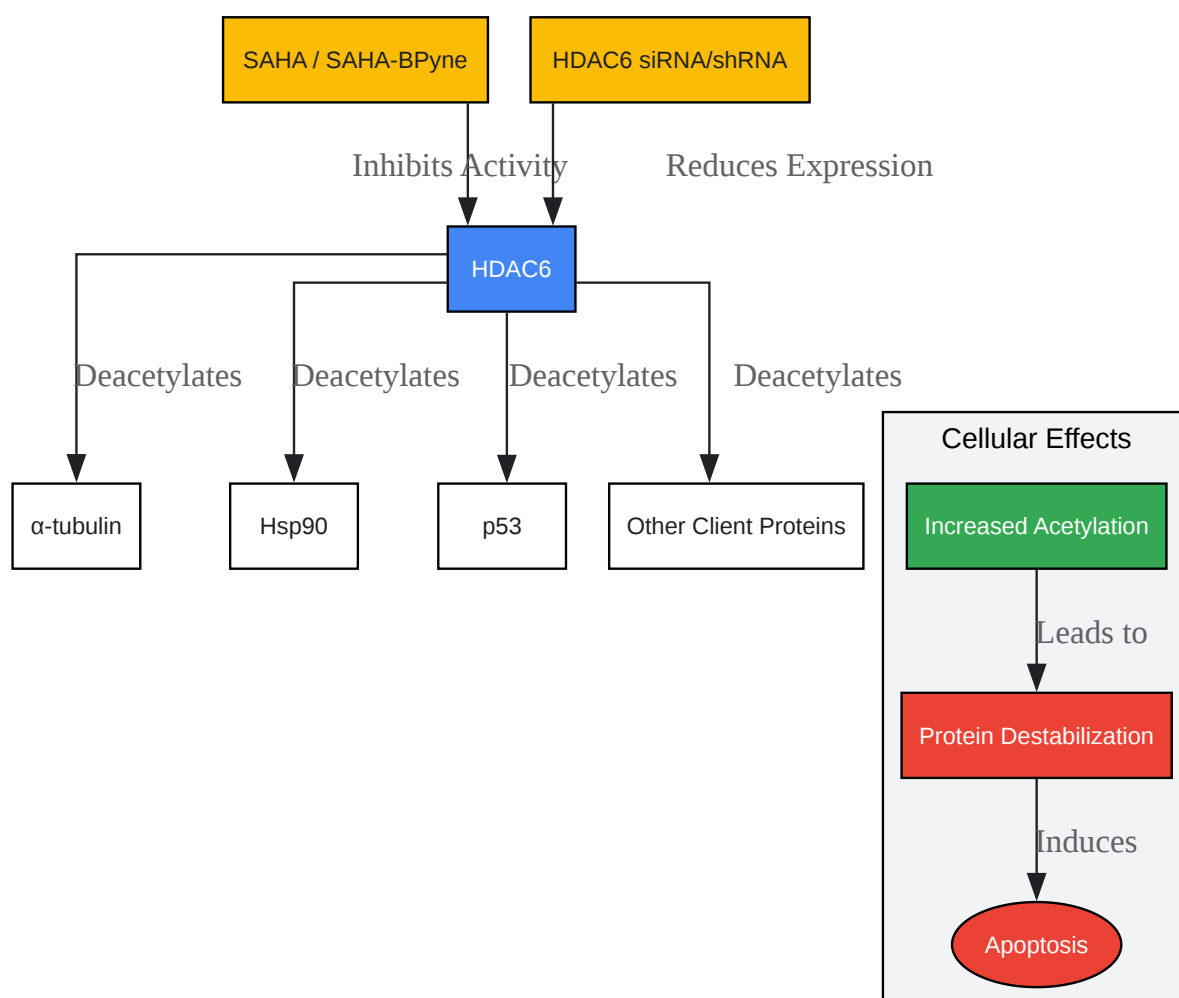 SAHA / SAHA-BPyne
HDAC6 siRNA/shRNA
Inhibits Activity
Reduces Expression
HDAC6
Deacetylates
Deacetylates
Deacetylates
Deacetylates
α-tubulin
Hsp90
p53
Other Client Proteins
Cellular Effects
Increased Acetylation
Leads to
Protein Destabilization
Induces
Apoptosis